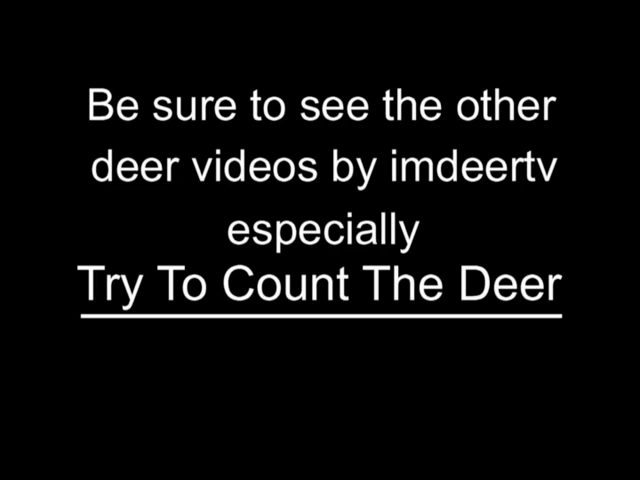 Be sure to see the other
deer videos by imdeertv
especially
Try To Count The Deer